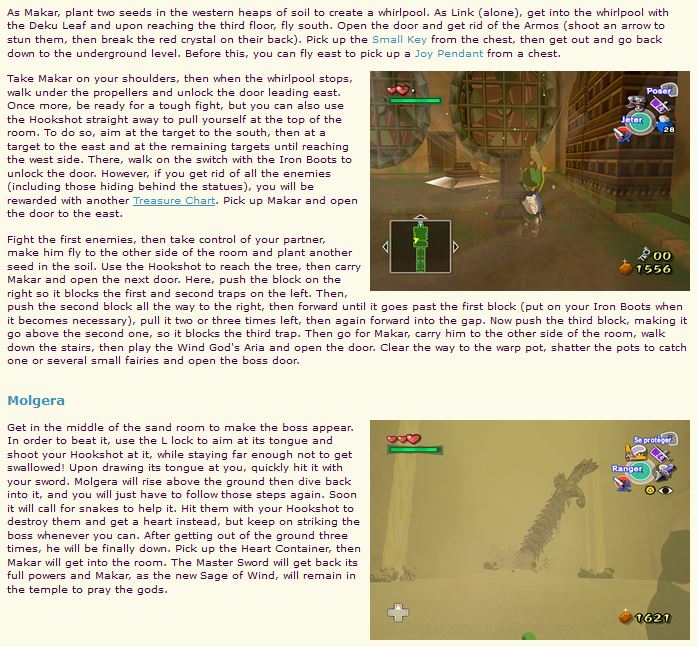 As Makar, plant two seeds in the western heaps of soil to create a whirlpool. As Link (alone), get into the whirlpool with
the Deku Leaf and upon reaching the third floor, fly south. Open the door and get rid of the Armos (shoot an arrow to
stun them, then break the red crystal on their back). Pick up the Small Key from the chest, then get out and go back
down to the underground level. Before this, you can fly east to pick up a Joy Pendant from a chest.
Take Makar on your shoulders, then when the whirlpool stops,
walk under the propellers and unlock the door leading east.
Once more, be ready for a tough fight, but you can also use
the Hookshot straight away to pull yourself at the top of the
room. To do so, aim at the target to the south, then at a
target to the east and at the remaining targets until reaching
the west side. There, walk on the switch with the Iron Boots to
unlock the door. However, if you get rid of all the enemies
(including those hiding behind the statues), you will be
rewarded with another Treasure Chart. Pick up Makar and open
the door to the east.
Poser
Jeter
28
00
1556
Fight the first enemies, then take control of your partner,
make him fly to the other side of the room and plant another
seed in the soil. Use the Hookshot to reach the tree, then carry
Makar and open the next door. Here, push the block on the
right so it blocks the first and second traps on the left. Then,
push the second block all the way to the right, then forward until it goes past the first block (put on your Iron Boots when
it becomes necessary), pull it two or three times left, then again forward into the gap. Now push the third block, making it
go above the second one, so it blocks the third trap. Then go for Makar, carry him to the other side of the room, walk
down the stairs, then play the Wind God's Aria and open the door. Clear the way to the warp pot, shatter the pots to catch
one or several small fairies and open the boss door.
Molgera
Get in the middle of the sand room to make the boss appear.
In order to beat it, use the L lock to aim at its tongue and
shoot your Hookshot at it, while staying far enough not to get
swallowed! Upon drawing its tongue at you, quickly hit it with
your sword. Molgera will rise above the ground then dive back
into it, and you will just have to follow those steps again. Soon
it will call for snakes to help it. Hit them with your Hookshot to
destroy them and get a heart instead, but keep on striking the
boss whenever you can. After getting out of the ground three
times, he will be finally down. Pick up the Heart Container, then
Makar will get into the room. The Master Sword will get back its
full powers and Makar, as the new Sage of Wind, will remain in
the temple to pray the gods.
Se protéger
Ranger
1621